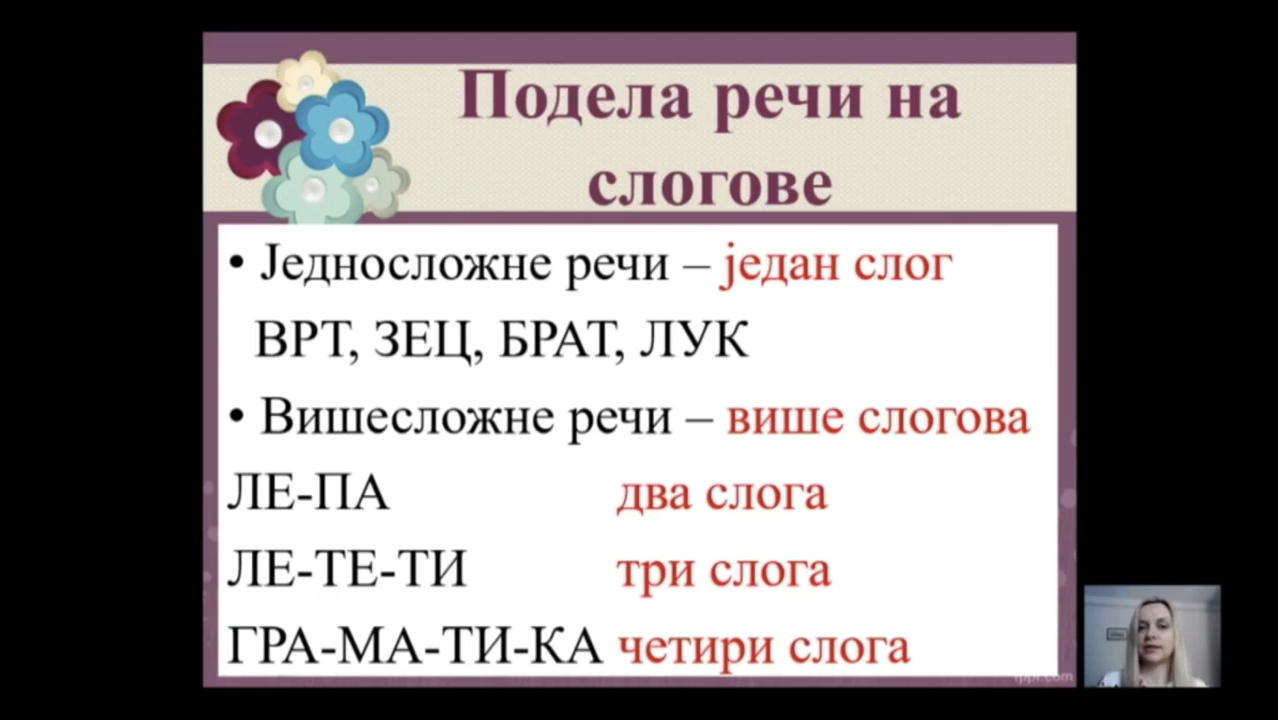 Подела речи на
слогове
• Једносложне речи – један слог
ВРТ, ЗЕЦ, БРАТ, ЛУК
• Вишесложне речи – више слогова
ЛЕ-ПА два слога
ЛЕ-ТЕ-ТИ три слога
ГРА-МА-ТИ-КА четири слога